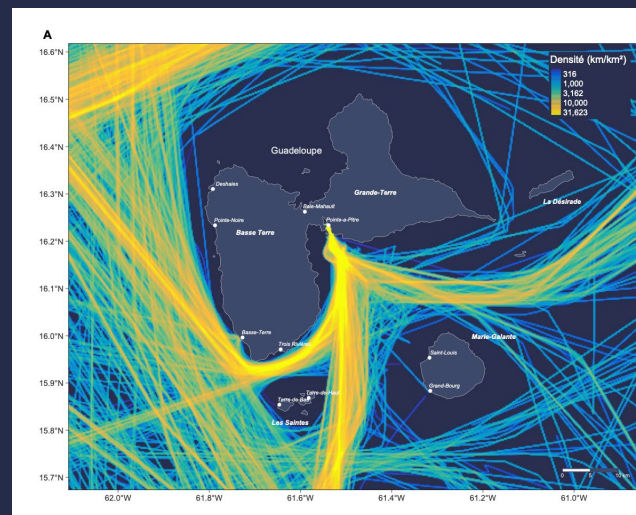 A
16.6°N
16.5°N
16.4°N
16.3°N
16.2°N
16.1°N
16.0°N
15.9°N
15.8°N
15.7°N
Densité (km/km²)
316
1,000
3,162
10,000
31,623
Guadeloupe
Deshaies
Grande-Terre
La Désirade
Baie-Mahault
Pointe-Noire
Pointe-a-Pitre
Basse Terre
Basse-Terre
Trois Rivières
Marie-Galante
Saint-Louis
Grand-Bourg
Terre-de-Haut
Terre-de-Bas
Les Saintes
0 5 10 km
62.0°W 61.8°W 61.6°W 61.4°W 61.2°W 61.0°W